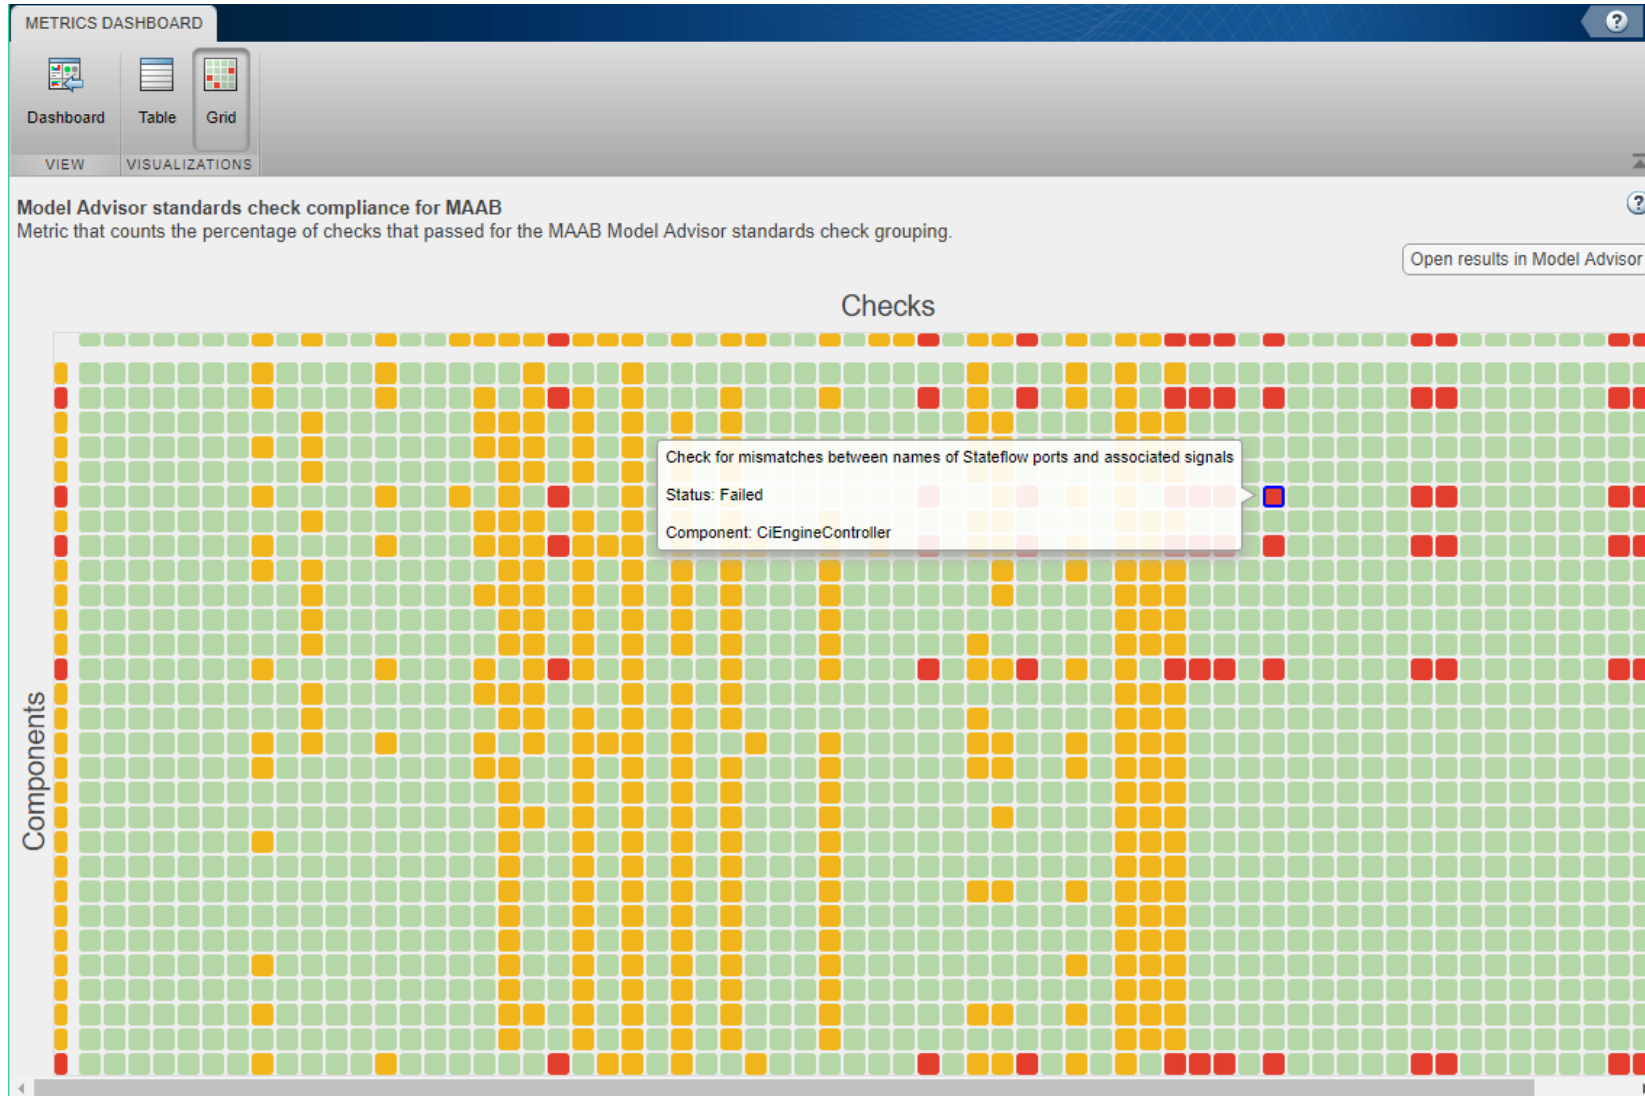 METRICS DASHBOARD
?
Dashboard
Table
Grid
VIEW
VISUALIZATIONS
Model Advisor standards check compliance for MAAB
?
Metric that counts the percentage of checks that passed for the MAAB Model Advisor standards check grouping.
Open results in Model Advisor
Checks
Check for mismatches between names of Stateflow ports and associated signals
Status: Failed
Component: CiEngineController
Components